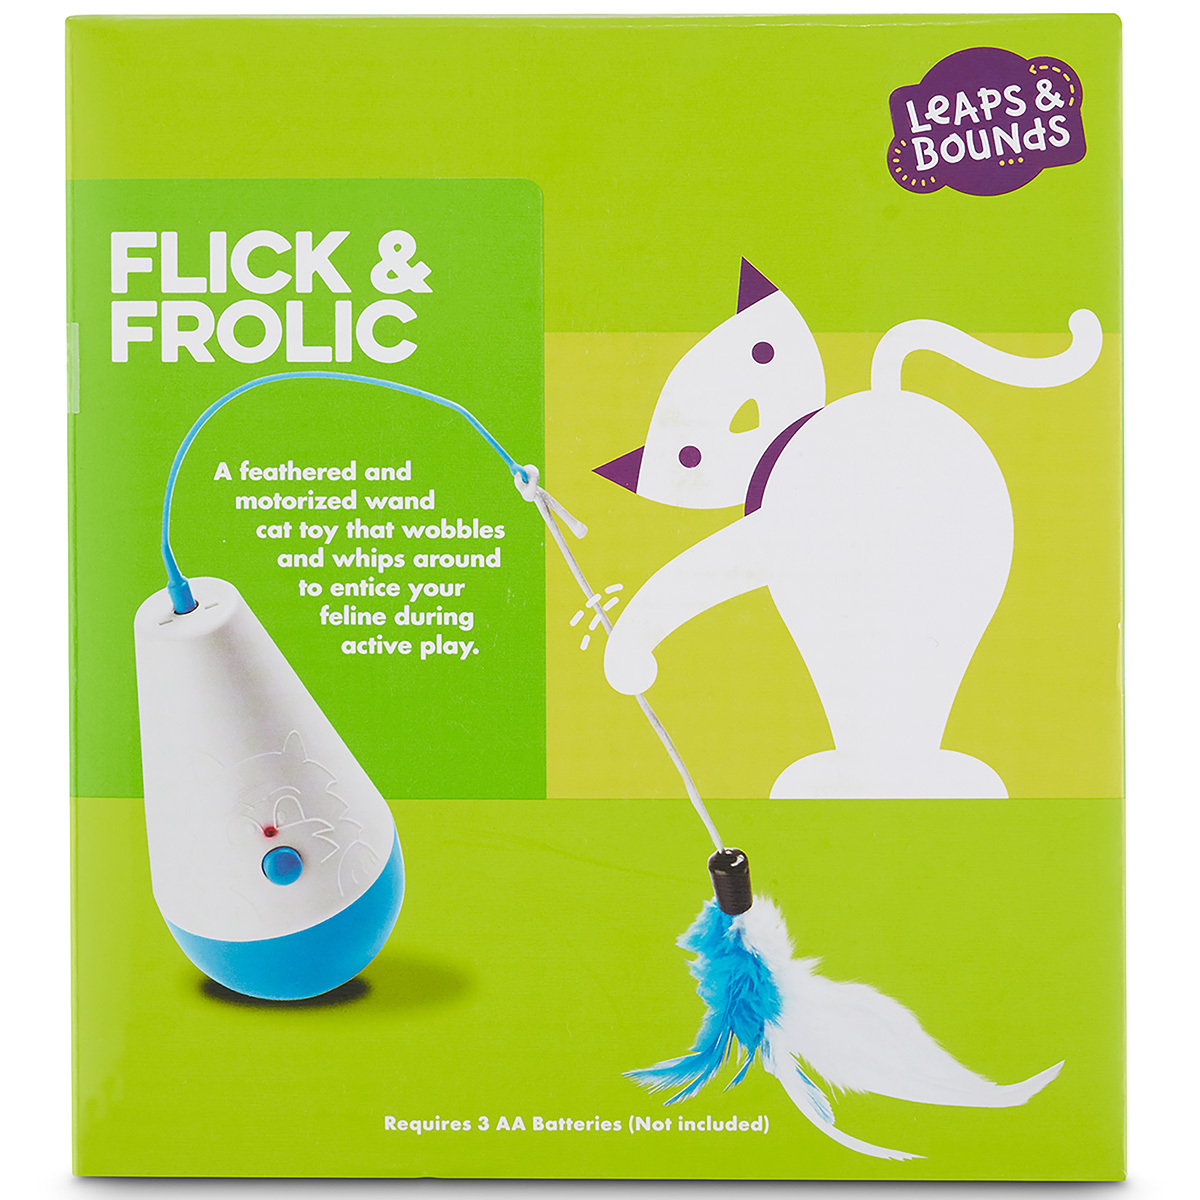 LEAPS &
BOUNDS
FLICK &
FROLIC
A feathered and
motorized wand
cat toy that wobbles
and whips around
to entice your
feline during
active play.
Requires 3 AA Batteries (Not included)